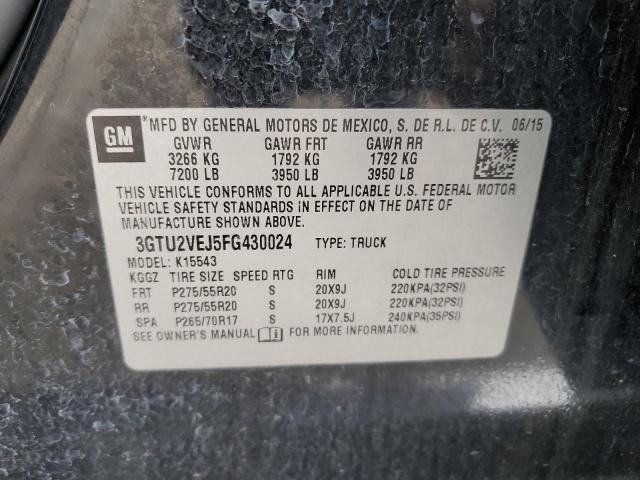 GM ® MFD BY GENERAL MOTORS DE MEXICO, S. DE R.L. DE C.V. 06/15
GVWR GAWR FRT GAWR RR
3266 KG 1792 KG 1792 KG
7200 LB 3950 LB 3950 LB
THIS VEHICLE CONFORMS TO ALL APPLICABLE U.S. FEDERAL MOTOR
VEHICLE SAFETY STANDARDS IN EFFECT ON THE DATE OF
MANUFACTURE SHOWN ABOVE.
3GTU2VEJ5FG430024 TYPE: TRUCK
MODEL: K15543
KGGZ TIRE SIZE SPEED RTG RIM COLD TIRE PRESSURE
FRT P275/55R20 S 20X9J 220KPA(32PSI)
RR P275/55R20 S 20X9J 220KPA(32PSI)
SPA P265/70R17 S 17X7.5J 240KPA(35PSI)
SEE OWNER'S MANUAL FOR MORE INFORMATION.